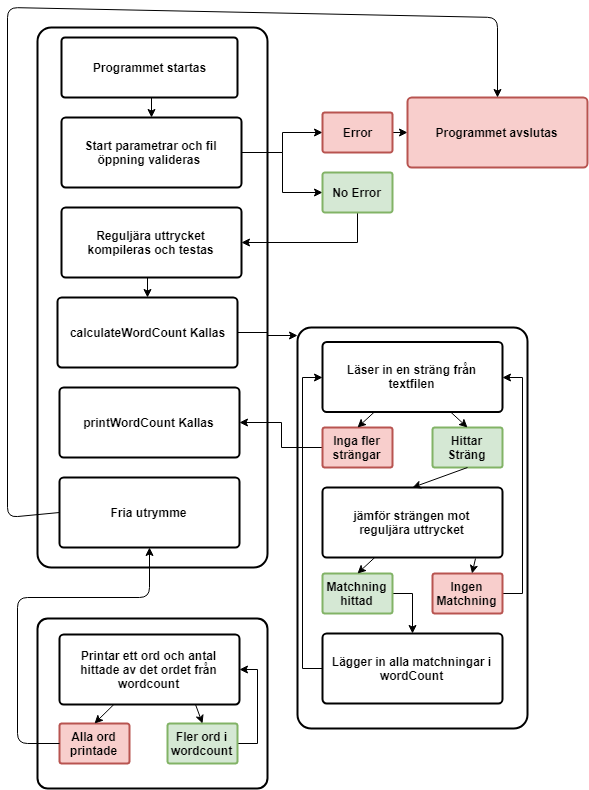 Programmet startas
Start parametrar och fil
öppning valideras
Error
Programmet avslutas
No Error
Reguljära uttrycket
kompileras och testas
calculateWordCount Kallas
Läser in en sträng från
textfilen
printWordCount Kallas
Inga fler
strängar
Hittar
Sträng
Fria utrymme
jämför strängen mot
reguljära uttrycket
Matchning
hittad
Ingen
Matchning
Printar ett ord och antal
hittade av det ordet från
wordcount
Lägger in alla matchningar i
wordCount
Alla ord
printade
Fler ord i
wordcount